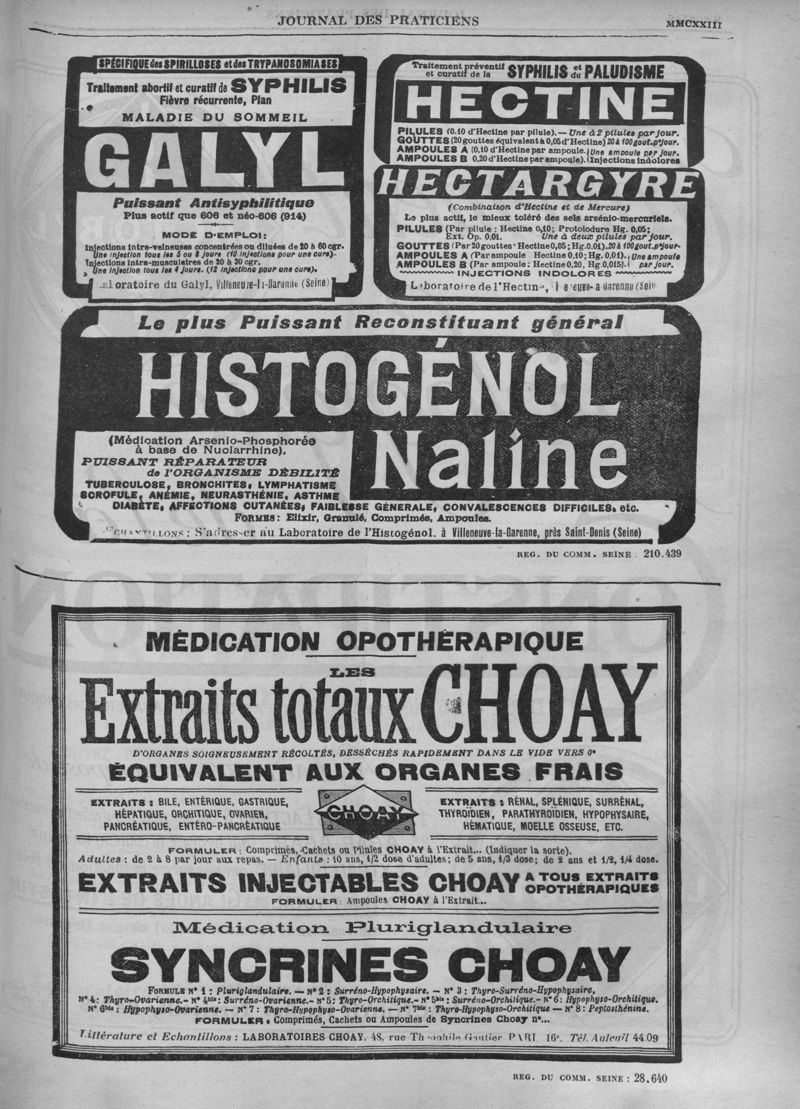 JOURNAL DES PRATICIENS
MMCXXIII
SPÉCIFIQUE des SPIRILLOSES et des TRYPANOSOMIASES
Traitement abortif et curatif de SYPHILIS
Fièvre récurrente, Pian
MALADIE DU SOMMEIL
GALYL
Puissant Antisyphilitique
Plus actif que 606 et néo-606 (914)
MODE D'EMPLOI:
Injections intra-veineuses concentrées ou diluées de 20 à 60 cgr.
Une injection tous les 5 ou 8 jours (10 injections pour une cure).
Injections intra-musculaires de 20 à 30 cgr.
Une injection tous les 4 jours. (12 injections pour une cure).
aboratoire du Galyl, Villeneuve-la-Garenne (Seine)
Traitement préventif et curatif de la SYPHILIS et du PALUDISME
HECTINE
PILULES (0.10 d'Hectine par pilule). — Une à 2 pilules par jour.
GOUTTES (20 gouttes équivalent à 0,05 d'Hectine) 20 à 100 gout. p. jour.
AMPOULES A (0,10 d'Hectine par ampoule. | Une ampoule par jour.
AMPOULES B 0,20 d'Hectine par ampoule). | Injections indolores
HECTARGYRE
(Combinaison d'Hectine et de Mercure)
Le plus actif, le mieux toléré des sels arsénio-mercuriels.
PILULES (Par pilule : Hectine 0,10; Protoiodure Hg. 0,05;
Ext. Op. 0,01. Une à deux pilules par jour.
GOUTTES (Par 20 gouttes · Hectine 0,05; Hg. 0.01). 20 à 100 gout. p. jour
AMPOULES A (Par ampoule. Hectine 0,10; Hg. 0,01). ( Une ampoule
AMPOULES B (Par ampoule: Hectine 0,20, Hg. 0,015). ( par jour.
INJECTIONS INDOLORES
Laboratoire de l'Hectin
Le plus Puissant Reconstituant général
HISTOGÉNOL
Naline
(Médication Arsenio-Phosphorée
à base de Nuclarrhine).
PUISSANT RÉPARATEUR
de l'ORGANISME DÉBILITÉ
TUBERCULOSE, BRONCHITES, LYMPHATISME
SCROFULE, ANÉMIE, NEURASTHÉNIE, ASTHME
DIABÈTE, AFFECTIONS CUTANÉES, FAIBLESSE GÉNÉRALE, CONVALESCENCES DIFFICILES, etc.
FORMES: Elixir, Granulé, Comprimés, Ampoules.
ÉCHANTILLONS : S'adresser au Laboratoire de l'Histogénol. à Villeneuve-la-Garenne, près Saint-Denis (Seine)
REG. DU COMM. SEINE : 210.439
MÉDICATION OPOTHÉRAPIQUE
LES
Extraits totaux CHOAY
D'ORGANES SOIGNEUSEMENT RÉCOLTÉS, DESSÉCHÉS RAPIDEMENT DANS LE VIDE VERS 0°
ÉQUIVALENT AUX ORGANES FRAIS
EXTRAITS : BILE, ENTÉRIQUE, GASTRIQUE,
HÉPATIQUE, ORCHITIQUE, OVARIEN,
PANCRÉATIQUE, ENTÉRO-PANCRÉATIQUE
CHOAY
EXTRAITS : RÉNAL, SPLÉNIQUE, SURRÉNAL,
THYROÏDIEN, PARATHYROÏDIEN, HYPOPHYSAIRE,
HÉMATIQUE, MOELLE OSSEUSE, ETC.
FORMULER: Comprimés, Cachets ou Pilules CHOAY à l'Extrait... (Indiquer la sorte).
Adultes : de 2 à 8 par jour aux repas. — Enfants : 10 ans, 1/2 dose d'adultes; de 5 ans, 1/3 dose; de 2 ans et 1/2, 1/4 dose.
EXTRAITS INJECTABLES CHOAY A TOUS EXTRAITS OPOTHÉRAPIQUES
FORMULER : Ampoules CHOAY à l'Extrait...
Médication Pluriglandulaire
SYNCRINES CHOAY
FORMULE N° 1 : Pluriglandulaire. — N° 2 : Surréno-Hypophysaire. — N° 3 : Thyro-Surréno-Hypophysaire,
N° 4 : Thyro-Ovarienne. - N° 4bis : Surréno-Ovarienne. - N° 5 : Thyro-Orchitique. - N° 5bis : Surréno-Orchitique. - N° 6 : Hypophyso-Orchitique.
N° 6bis : Hypophyso-Ovarienne. — N° 7 : Thyro-Hypophyso-Ovarienne. — N° 7bis : Thyro-Hypophyso-Orchitique — N° 8 : Peptosthénine.
FORMULER : Comprimés, Cachets ou Ampoules de Syncrines Choay n°...
Littérature et Echantillons : LABORATOIRES CHOAY, 48, rue Théophile Gautier PARI 16e. Tél. Auteuil 44.09
REG. DU COMM. SEINE : 28.640